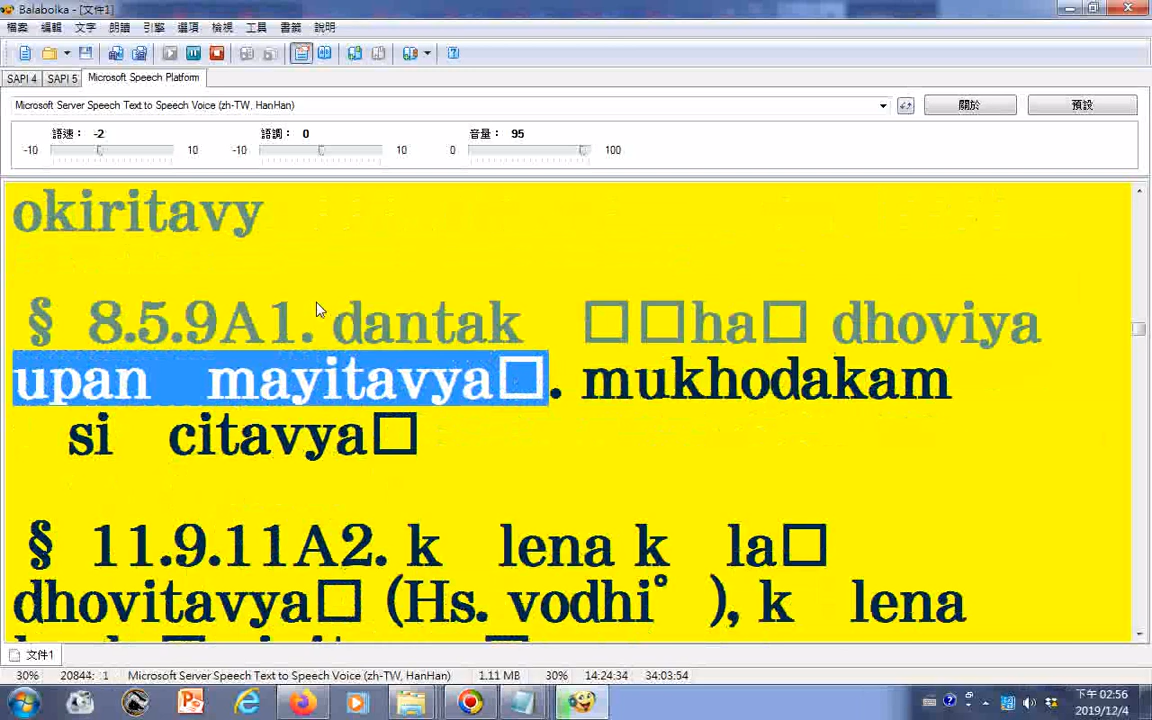 Balabolka - [文件1]
檔案 編輯 文字 朗讀 引擎 選項 檢視 工具 書籤 說明
SAPI 4 SAPI 5 Microsoft Speech Platform
Microsoft Server Speech Text to Speech Voice (zh-TW, HanHan) 關於 預設
語速： -2 語調： 0 音量： 95
-10 10 -10 10 0 100
okiritavy
§ 8.5.9A1. dantak □□ha□ dhoviya
upan mayitavya□. mukhodakam
si citavya□
§ 11.9.11A2. k lena k la□
dhovitavya□ (Hs. vodhi° ), k lena
文件1
30% 20844: 1 Microsoft Server Speech Text to Speech Voice (zh-TW, HanHan) 1.11 MB 30% 14:24:34 34:03:54
下午 02:56
2019/12/4